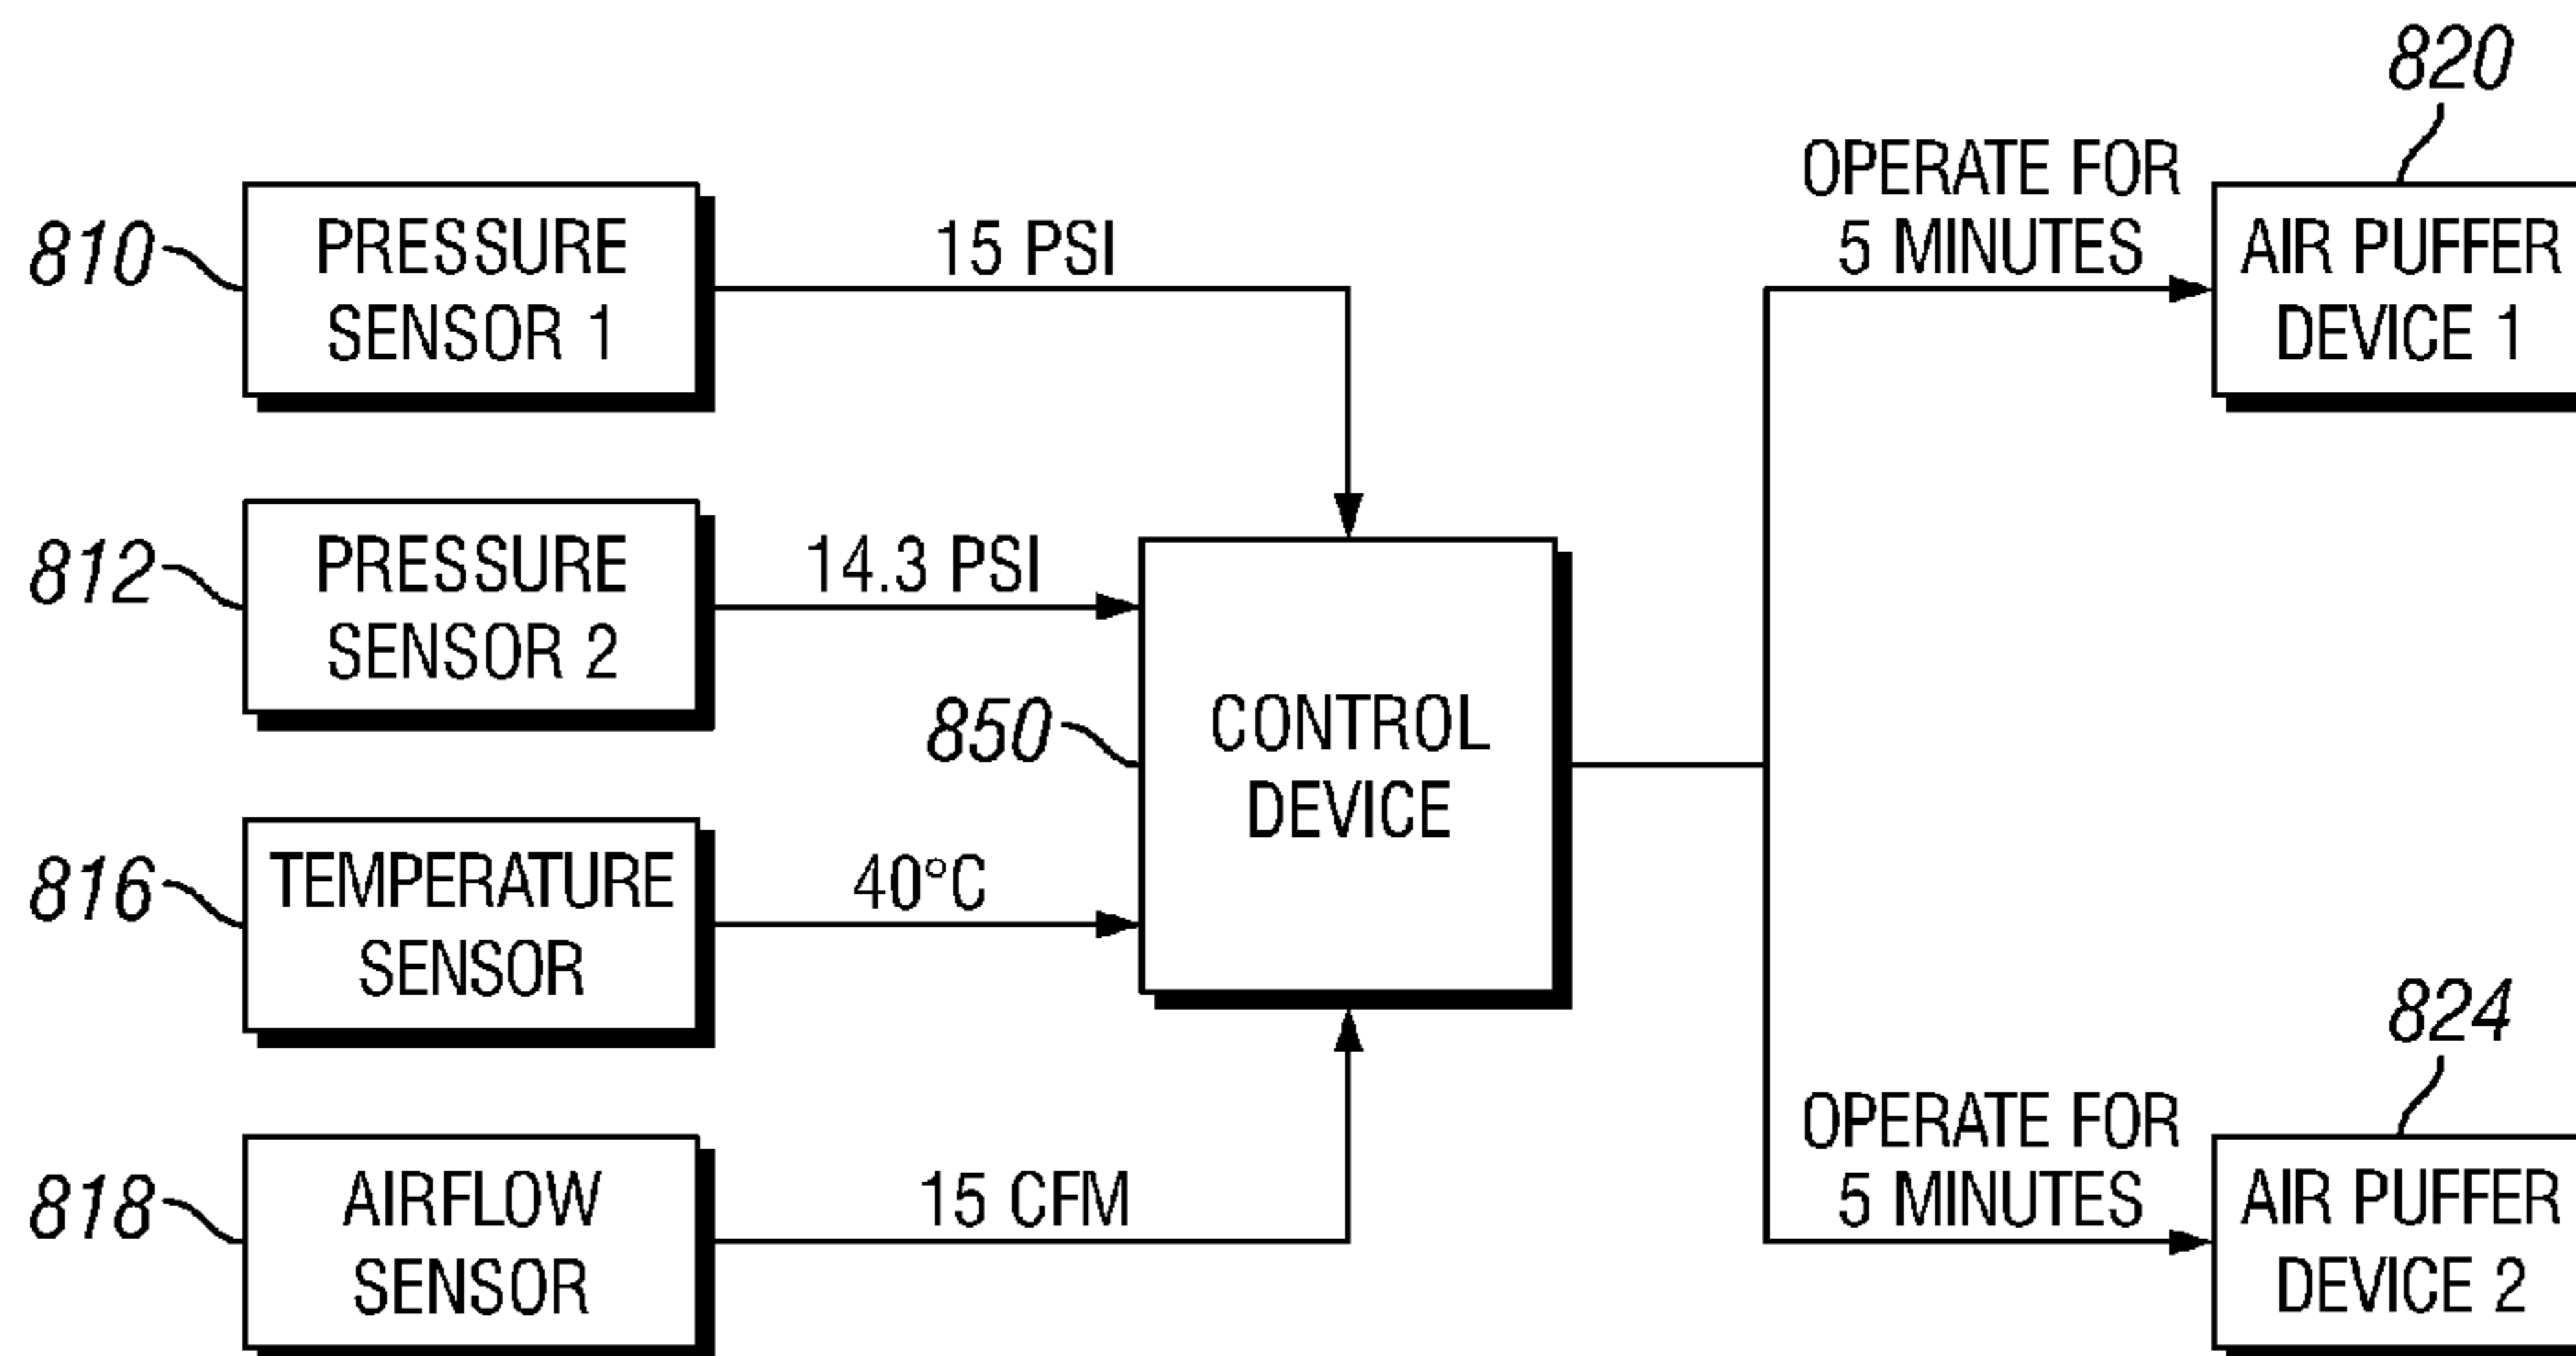 820
OPERATE FOR
5 MINUTES
AIR PUFFER
DEVICE 1
810
PRESSURE
SENSOR 1
15 PSI
812
PRESSURE
SENSOR 2
14.3 PSI
850
CONTROL
DEVICE
816
TEMPERATURE
SENSOR
40°C
818
AIRFLOW
SENSOR
15 CFM
824
OPERATE FOR
5 MINUTES
AIR PUFFER
DEVICE 2